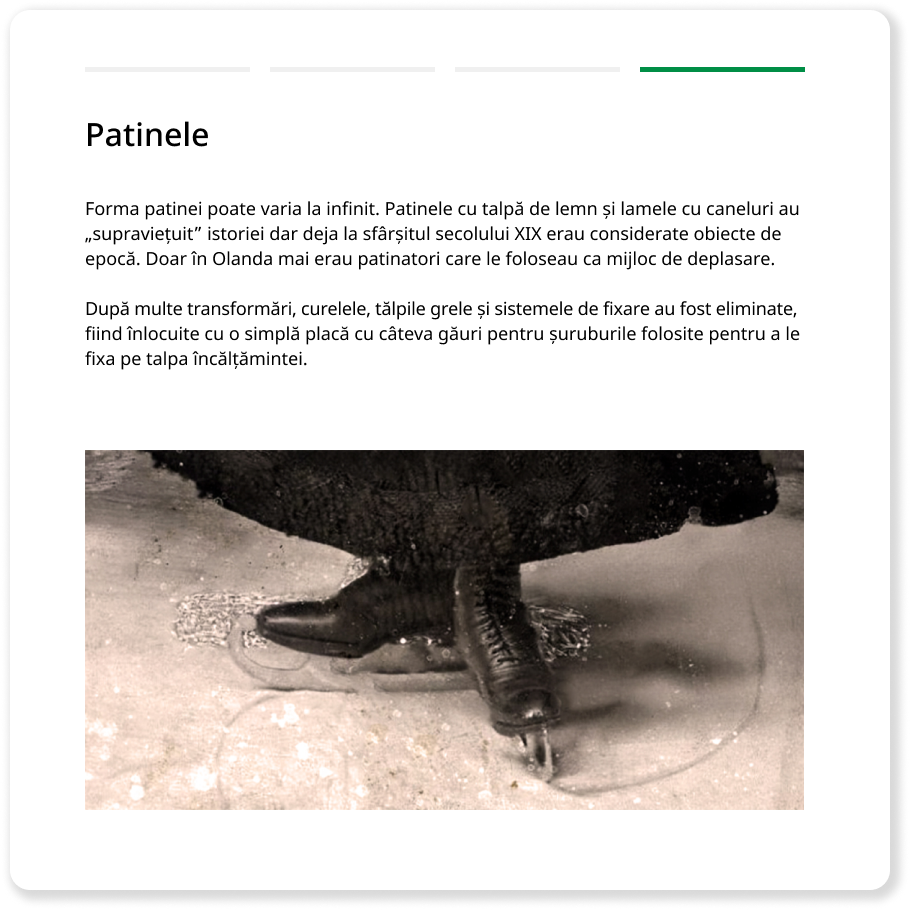 Patinele
Forma patinei poate varia la infinit. Patinele cu talpă de lemn și lamele cu caneluri au
„supraviețuit” istoriei dar deja la sfârșitul secolului XIX erau considerate obiecte de
epocă. Doar în Olanda mai erau patinatori care le foloseau ca mijloc de deplasare.
După multe transformări, curelele, tălpile grele și sistemele de fixare au fost eliminate,
fiind înlocuite cu o simplă placă cu câteva găuri pentru șuruburile folosite pentru a le
fixa pe talpa încălțămintei.